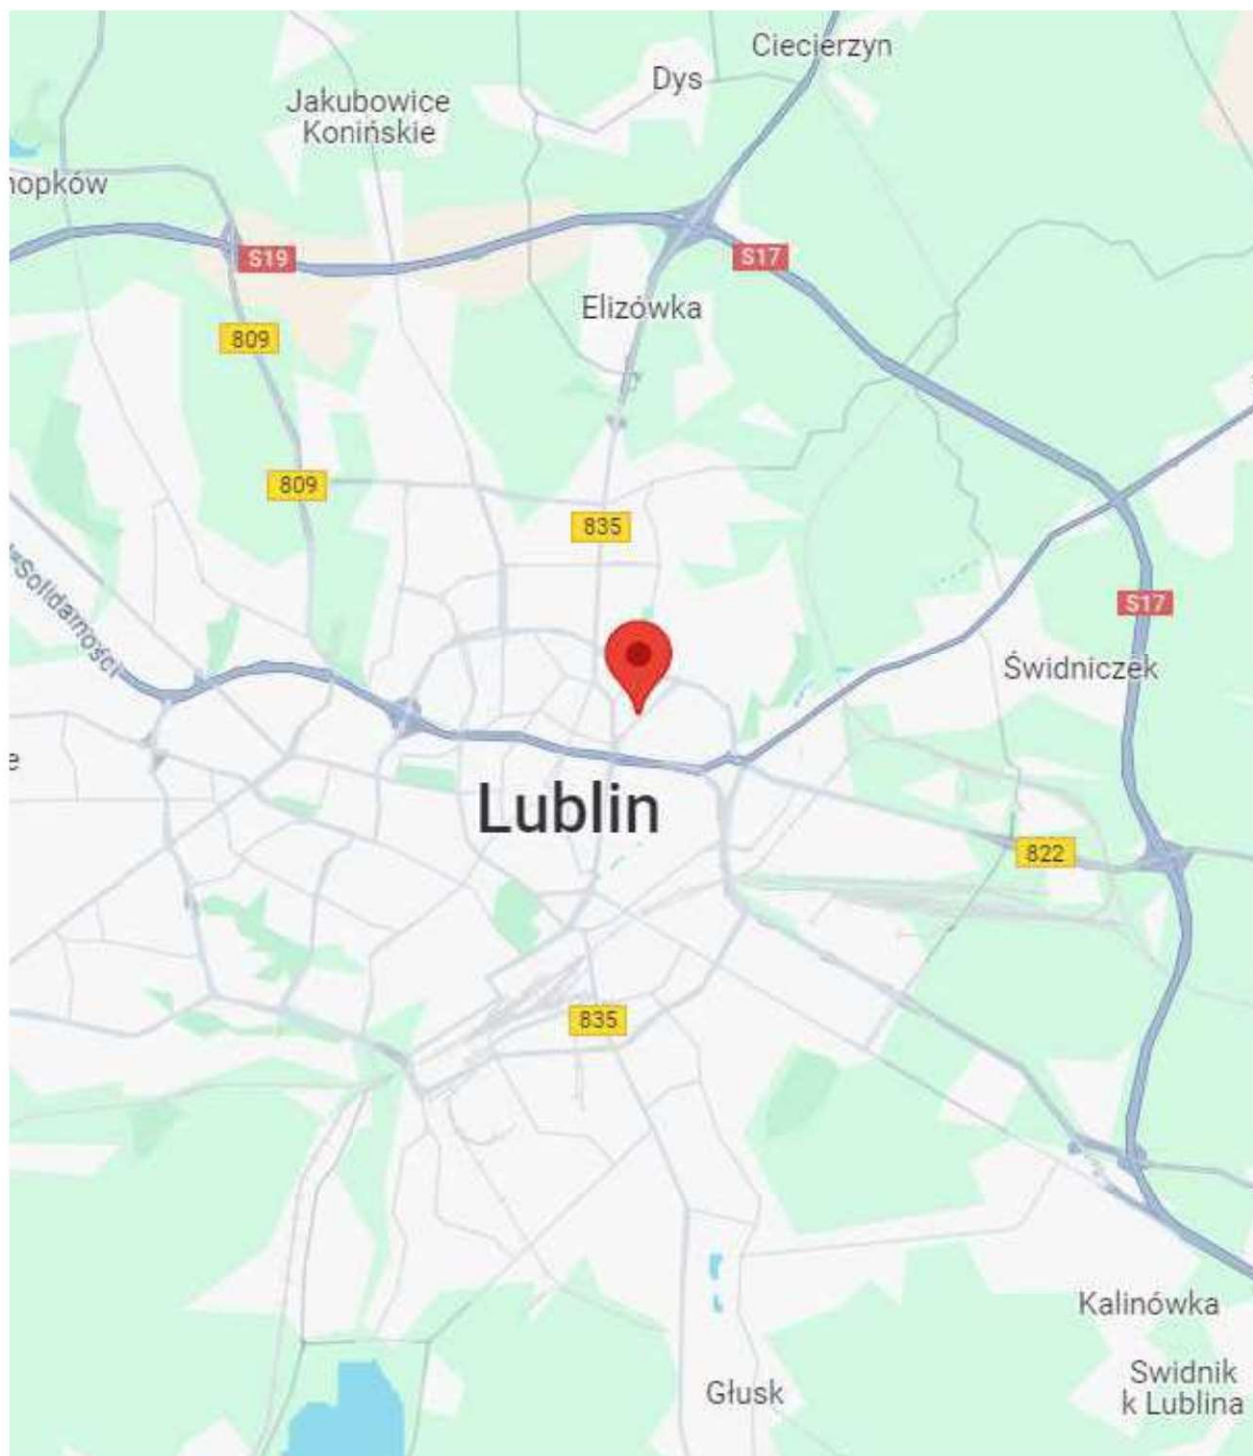 Ciecierzyn
Dys
Jakubowice
Konińskie
nopków
S19
S17
Elizówka
809
809
835
Solidarności
S17
Świdniczek
e
Lublin
822
835
Kalinówka
Swidnik
k Lublina
Głusk